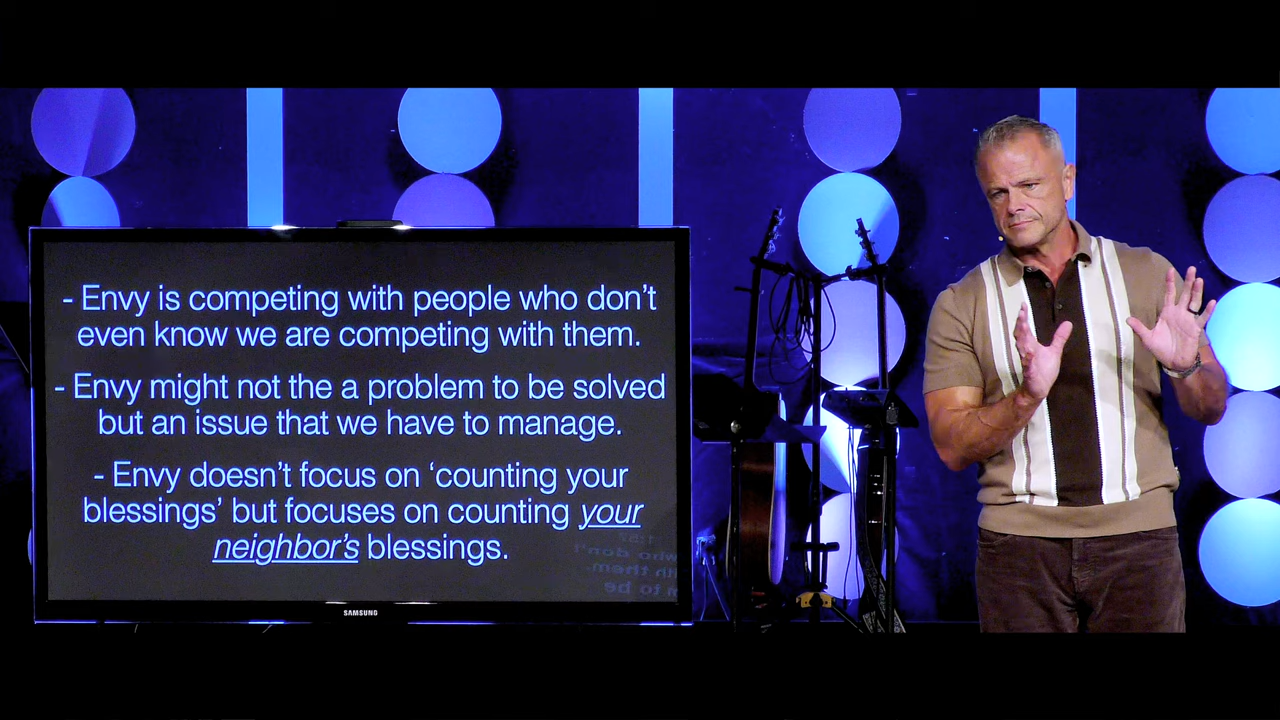 - Envy is competing with people who don't
even know we are competing with them.
- Envy might not the a problem to be solved
but an issue that we have to manage.
- Envy doesn't focus on ‘counting your
blessings’ but focuses on counting your
neighbor's blessings.
SAMSUNG